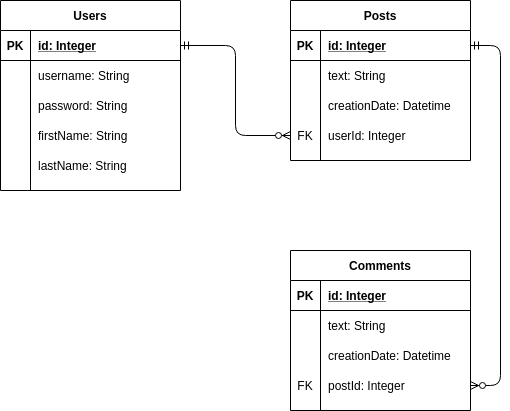 Users
PK id: Integer
username: String
password: String
firstName: String
lastName: String
Posts
PK id: Integer
text: String
creationDate: Datetime
FK userId: Integer
Comments
PK id: Integer
text: String
creationDate: Datetime
FK postId: Integer